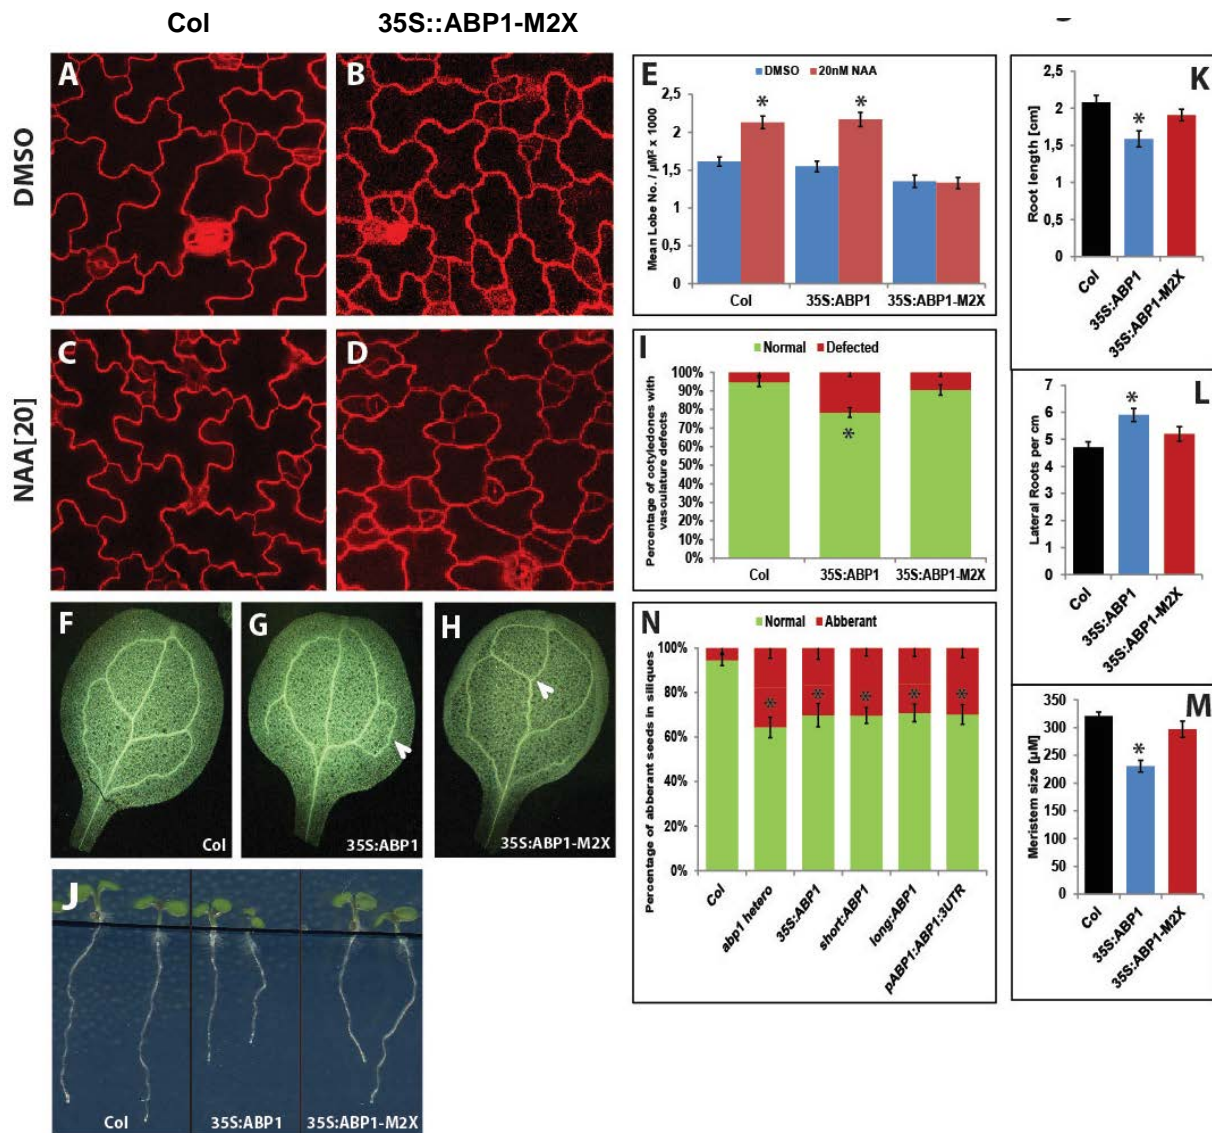 Col 35S::ABP1-M2X
DMSO
NAA[20]
A
B
C
D
E
DMSO 20nM NAA
Mean Lobe No. / µM² x 1000
2,5
2
1,5
1
0,5
0
* *
Col 35S:ABP1 35S:ABP1-M2X
F
Col
G
35S:ABP1
H
35S:ABP1-M2X
I
Normal Defected
Percentage of cotyledones with
vasculature defects
100%
90%
80%
70%
60%
50%
40%
30%
20%
10%
0%
*
Col 35S:ABP1 35S:ABP1-M2X
J
Col 35S:ABP1 35S:ABP1-M2X
K
Root length [cm]
2,5
2
1,5
1
0,5
0
*
Col
35S:ABP1
35S:ABP1-M2X
L
Lateral Roots per cm
7
6
5
4
3
2
1
0
*
Col
35S:ABP1
35S:ABP1-M2X
M
Meristem size [µM]
350
300
250
200
150
100
50
0
*
Col
35S:ABP1
35S:ABP1-M2X
N
Normal Abberant
Percentage of abberant seeds in siliques
100%
80%
60%
40%
20%
0%
* * * * *
Col
abp1 hetero
35S:ABP1
short:ABP1
long:ABP1
pABP1:ABP1:3UTR